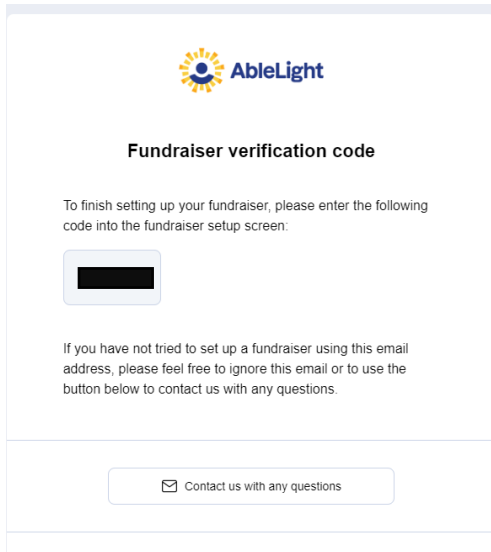 AbleLight
Fundraiser verification code
To finish setting up your fundraiser, please enter the following
code into the fundraiser setup screen:
If you have not tried to set up a fundraiser using this email
address, please feel free to ignore this email or to use the
button below to contact us with any questions.
Contact us with any questions